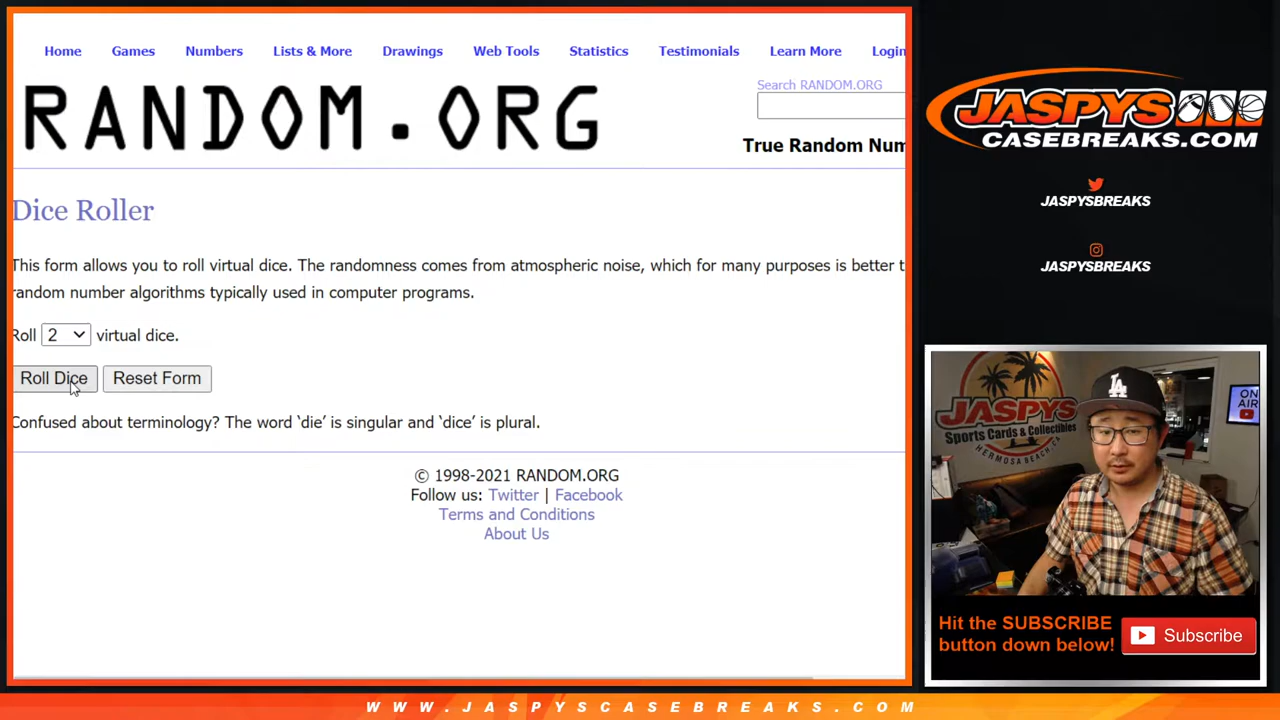 Home Games Numbers Lists & More Drawings Web Tools Statistics Testimonials Learn More Login
RANDOM.ORG
Search RANDOM.ORG
True Random Num
Dice Roller
This form allows you to roll virtual dice. The randomness comes from atmospheric noise, which for many purposes is better t
random number algorithms typically used in computer programs.
Roll 2 virtual dice.
Roll Dice Reset Form
Confused about terminology? The word ‘die’ is singular and ‘dice’ is plural.
© 1998-2021 RANDOM.ORG
Follow us: Twitter | Facebook
Terms and Conditions
About Us
JASPYS
CASEBREAKS.COM
JASPYSBREAKS
JASPYSBREAKS
JASPYS
Sports Cards & Collectibles
HERMOSA BEACH,
LA
ON
AIR
Hit the SUBSCRIBE
button down below!
Subscribe
WWW.JASPYSCASEBREAKS.COM